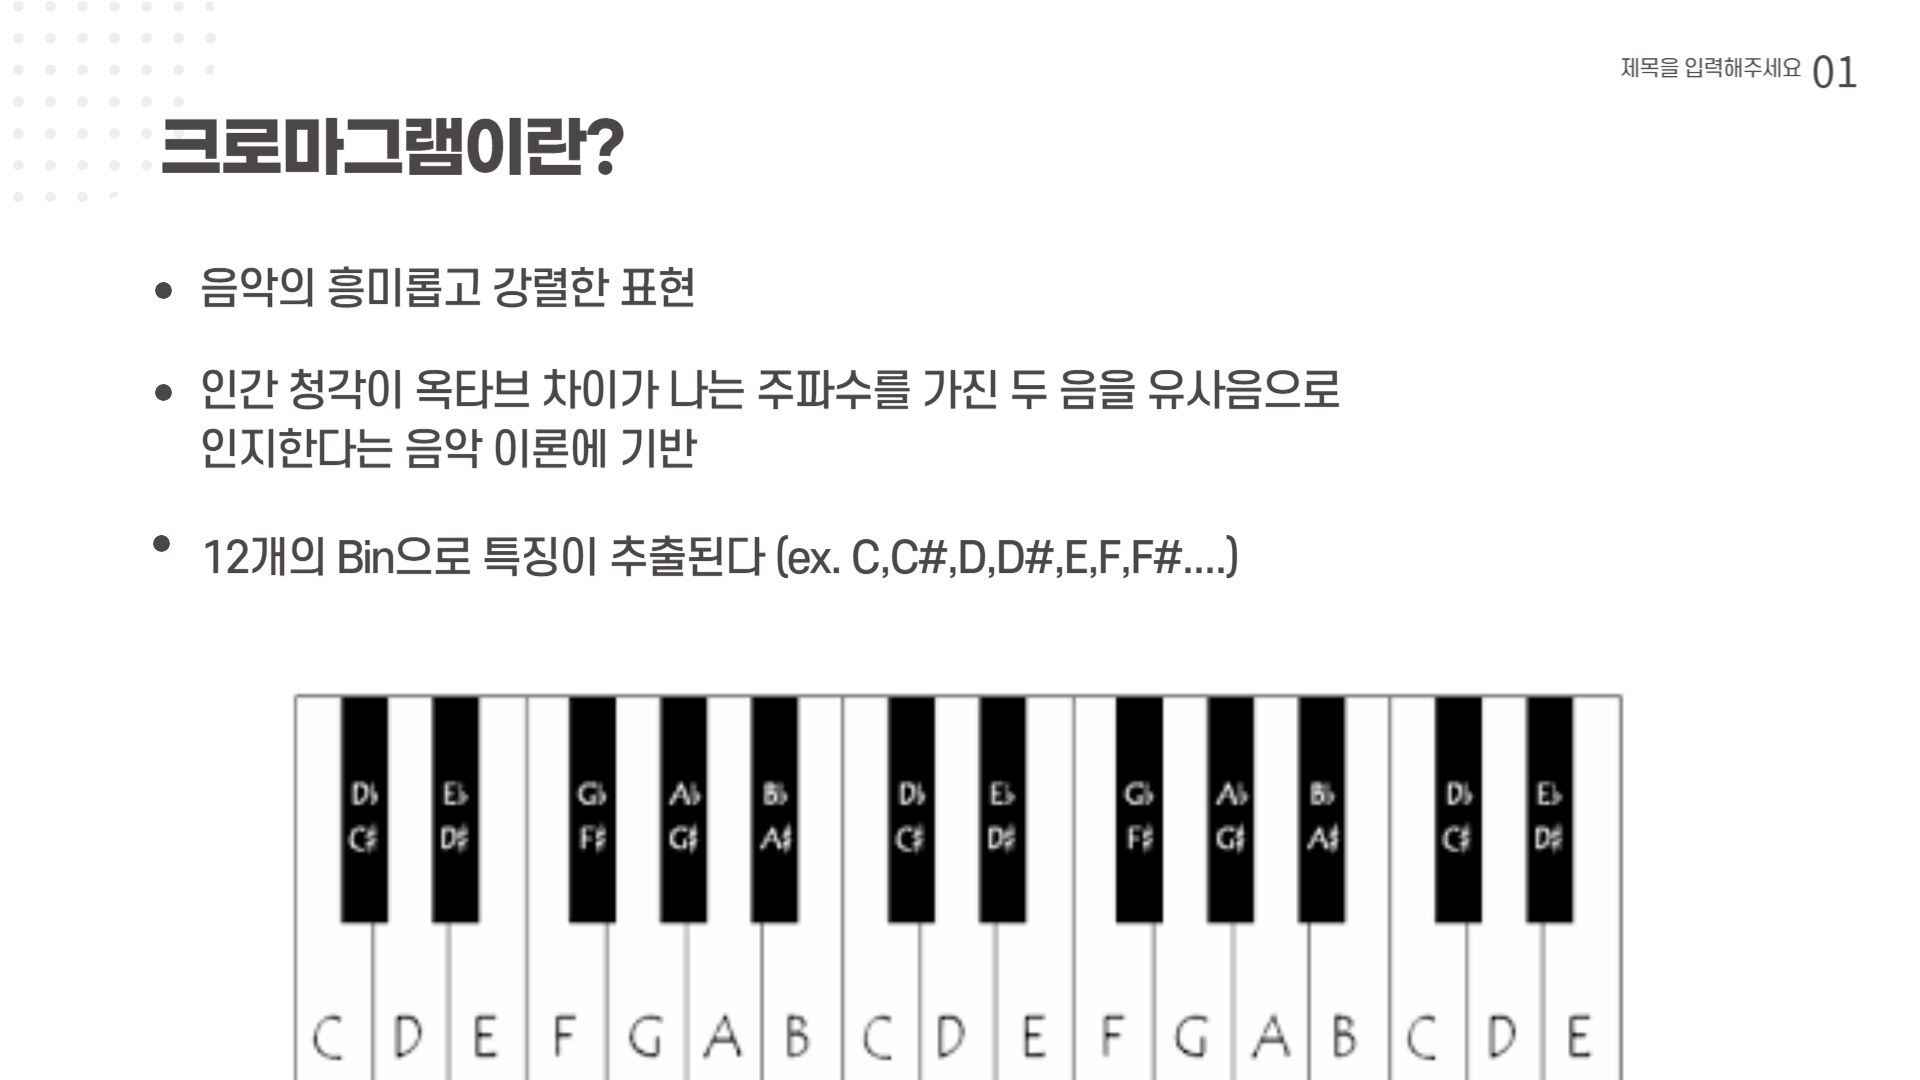 제목을 입력해주세요 01
크로마그램이란?
음악의 흥미롭고 강렬한 표현
인간 청각이 옥타브 차이가 나는 주파수를 가진 두 음을 유사음으로
인지한다는 음악 이론에 기반
12개의 Bin으로 특징이 추출된다 (ex. C,C#,D,D#,E,F,F#....)
D♭ E♭ G♭ A♭ B♭ D♭ E♭ G♭ A♭ B♭ D♭ E♭
C♯ D♯ F♯ G♯ A♯ C♯ D♯ F♯ G♯ A♯ C♯ D♯
C D E F G A B C D E F G A B C D E